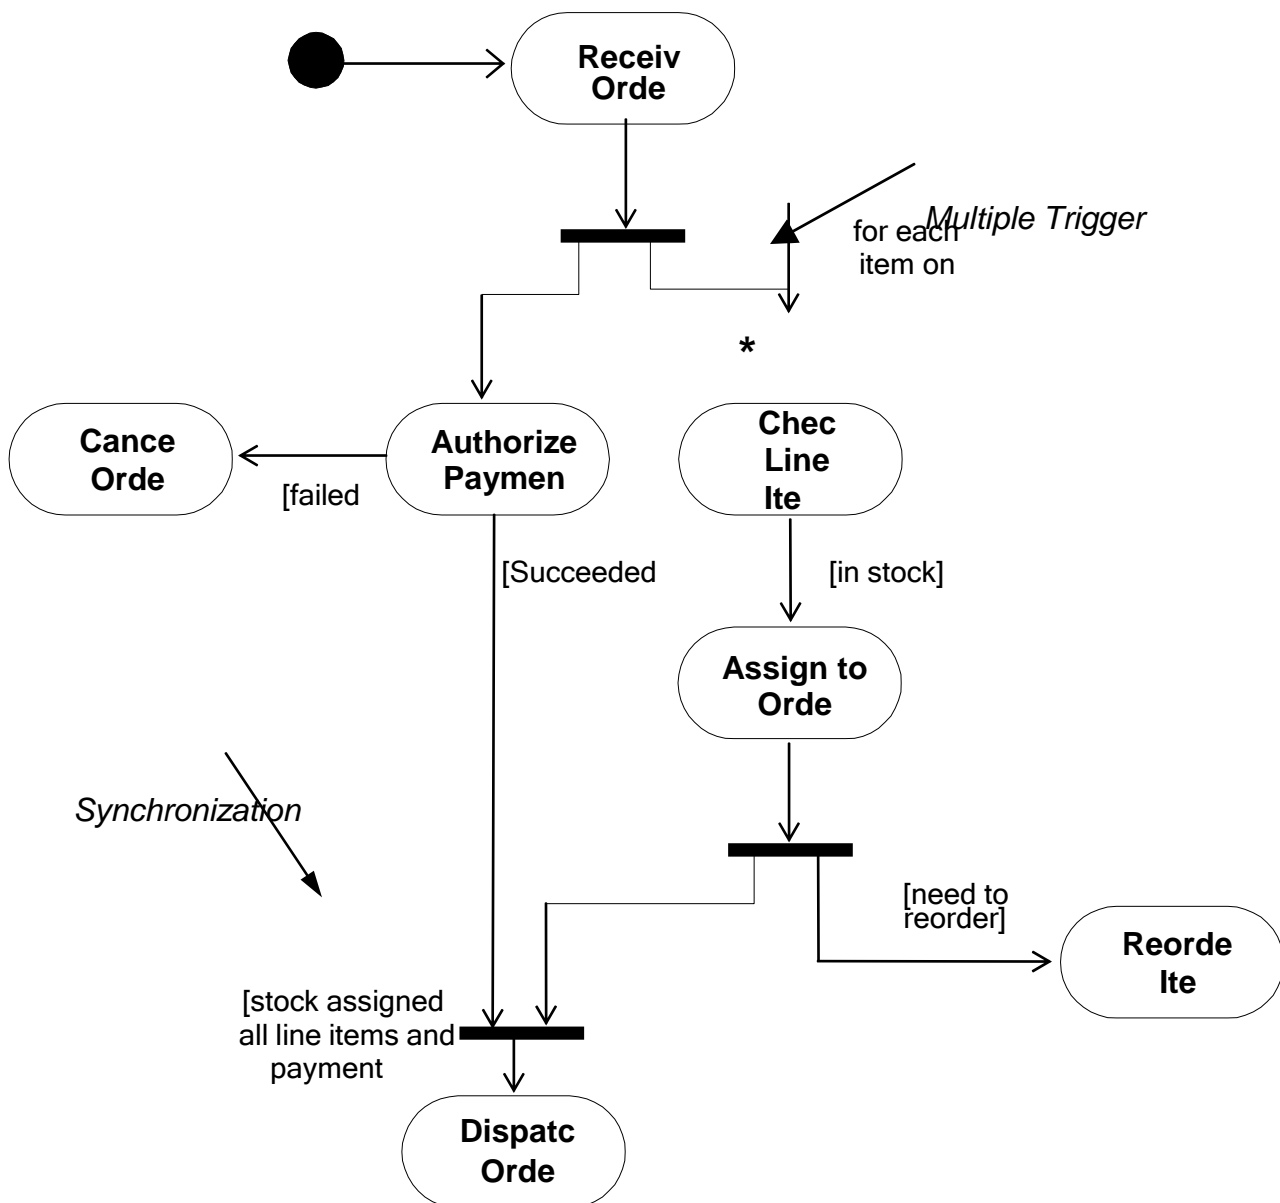 Receiv
Orde
Multiple Trigger
for each
item on
*
Cance
Orde
Authorize
Paymen
Chec
Line
Ite
[failed
[Succeeded
[in stock]
Assign to
Orde
Synchronization
[need to
reorder]
Reorde
Ite
[stock assigned
all line items and
payment
Dispatc
Orde